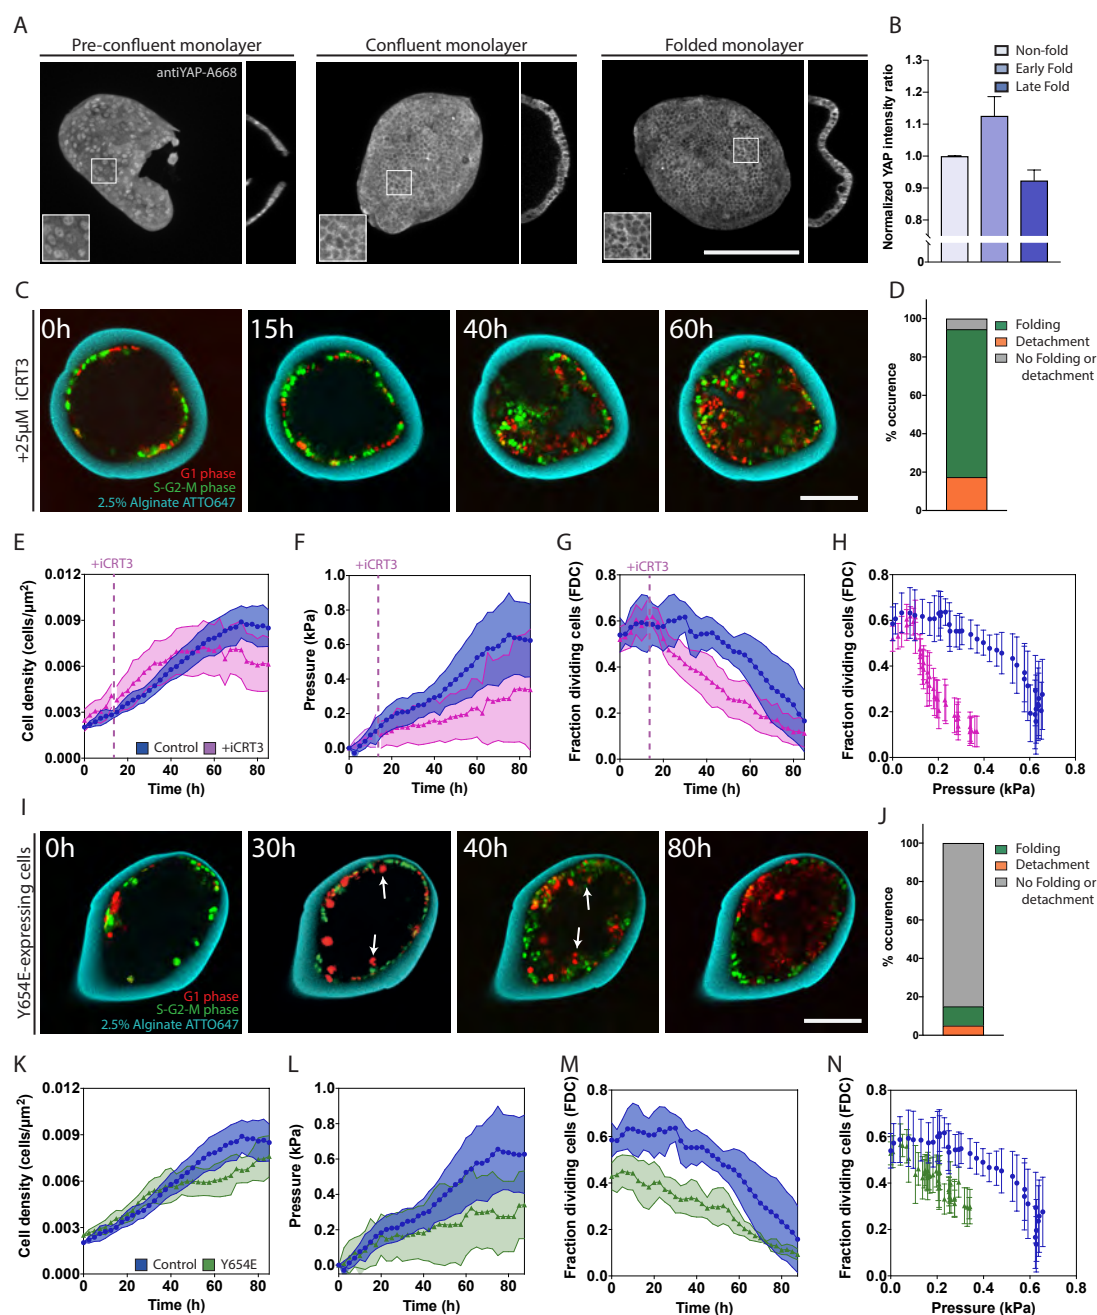 A
Pre-confluent monolayer
Confluent monolayer
Folded monolayer
antiYAP-A668
B
Non-fold
Early Fold
Late Fold
Normalized YAP intensity ratio
1.3
1.2
1.1
1.0
0.9
0.8
0
C
+25µM iCRT3
0h
15h
40h
60h
G1 phase
S-G2-M phase
2.5% Alginate ATTO647
D
% occurence
100
80
60
40
20
0
Folding
Detachment
No Folding or
detachment
E
+iCRT3
Cell density (cells/µm²)
0.012
0.009
0.006
0.003
0.000
Control
+iCRT3
0 20 40 60 80
Time (h)
F
+iCRT3
Pressure (kPa)
1.0
0.8
0.6
0.4
0.2
0.0
0 20 40 60 80
Time (h)
G
+iCRT3
Fraction dividing cells (FDC)
0.8
0.6
0.4
0.2
0.0
0 20 40 60 80
Time (h)
H
Fraction dividing cells (FDC)
0.8
0.6
0.4
0.2
0.0
0.0 0.2 0.4 0.6 0.8
Pressure (kPa)
I
Y654E-expressing cells
0h
30h
40h
80h
G1 phase
S-G2-M phase
2.5% Alginate ATTO647
J
% occurence
100
80
60
40
20
0
Folding
Detachment
No Folding or
detachment
K
Cell density (cells/µm²)
0.012
0.009
0.006
0.003
0.000
Control
Y654E
0 20 40 60 80
Time (h)
L
Pressure (kPa)
1.0
0.8
0.6
0.4
0.2
0.0
0 20 40 60 80
Time (h)
M
Fraction dividing cells (FDC)
0.8
0.6
0.4
0.2
0.0
0 20 40 60 80
Time (h)
N
Fraction dividing cells (FDC)
0.8
0.6
0.4
0.2
0.0
0.0 0.2 0.4 0.6 0.8
Pressure (kPa)